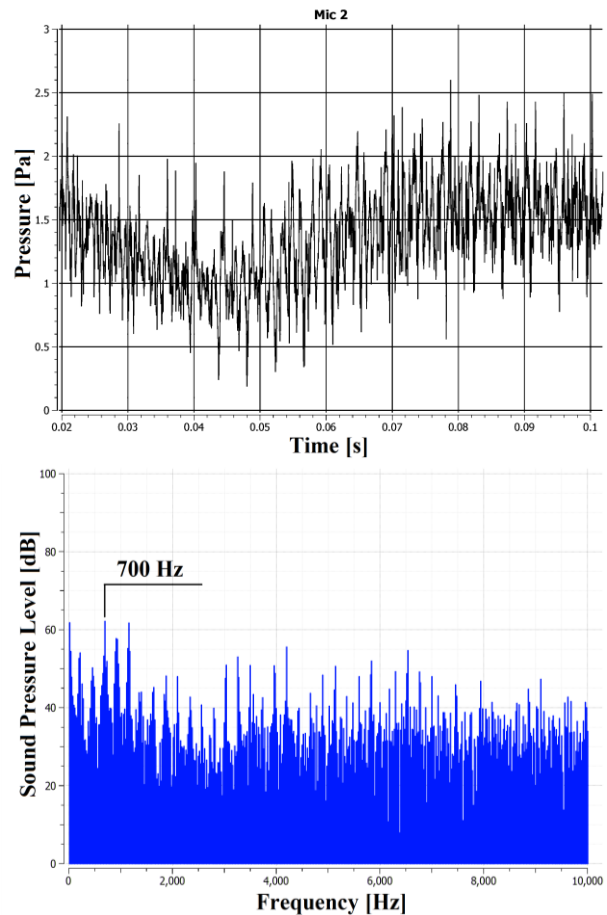 Mic 2
3
2.5
2
1.5
1
0.5
0
Pressure [Pa]
0.02 0.03 0.04 0.05 0.06 0.07 0.08 0.09 0.1
Time [s]
100
80
60
40
20
0
Sound Pressure Level [dB]
700 Hz
0 2,000 4,000 6,000 8,000 10,000
Frequency [Hz]